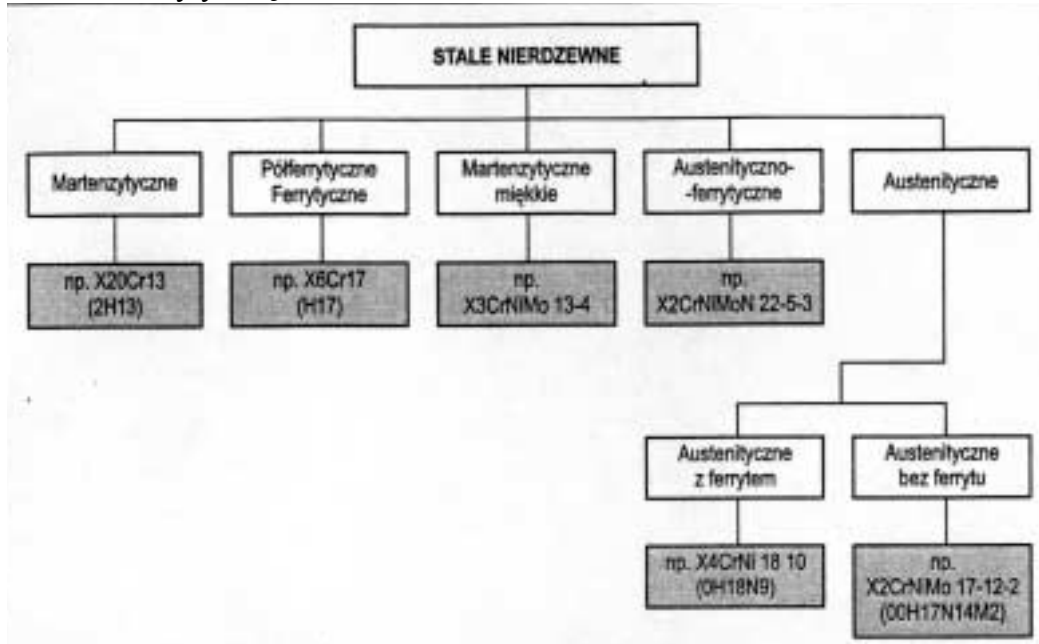 STALE NIERDZEWNE
Martenzytyczne
Półferrytyczne
Ferrytyczne
Martenzytyczne
miękkie
Austenityczno-
-ferrytyczne
Austenityczne
np. X20Cr13
(2H13)
np. X6Cr17
(H17)
np.
X3CrNiMo 13-4
np.
X2CrNiMoN 22-5-3
Austenityczne
z ferrytem
Austenityczne
bez ferrytu
np. X4CrNi 18 10
(0H18N9)
np.
X2CrNiMo 17-12-2
(00H17N14M2)